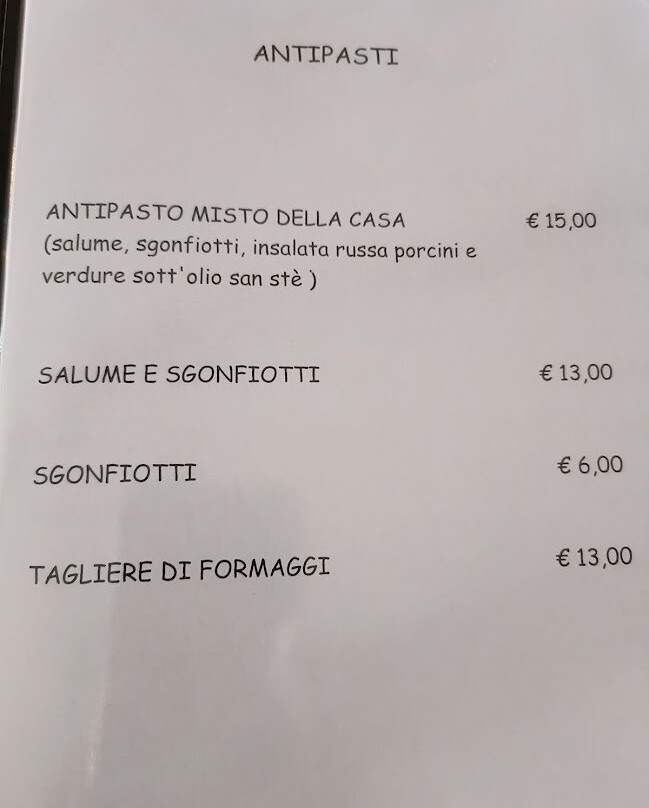 ANTIPASTI
ANTIPASTO MISTO DELLA CASA € 15,00
(salume, sgonfiotti, insalata russa porcini e
verdure sott'olio san stè )
SALUME E SGONFIOTTI € 13,00
SGONFIOTTI € 6,00
TAGLIERE DI FORMAGGI € 13,00